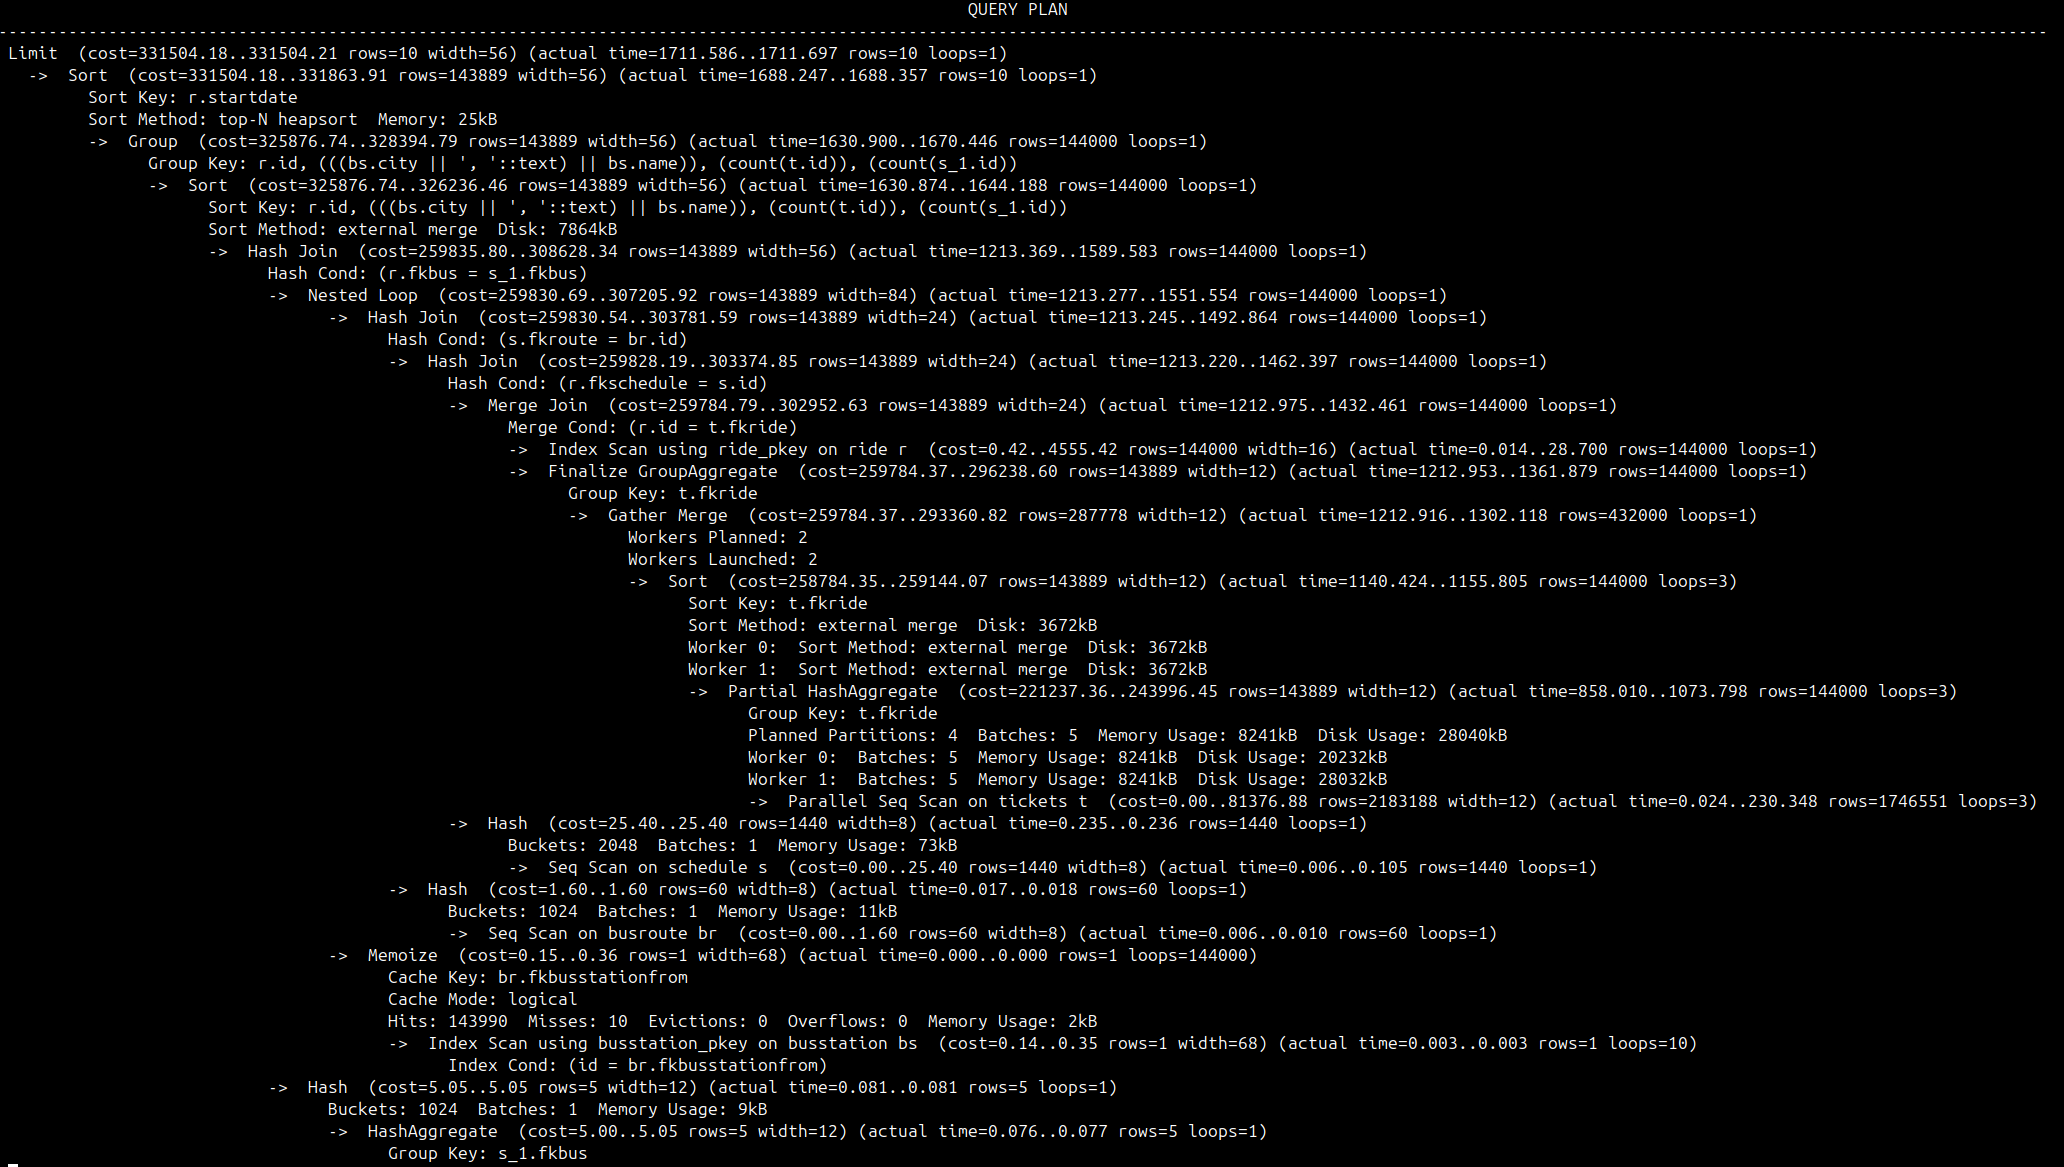 QUERY PLAN
------------------------------------------------------------------------------------------------------------------------------------------------------------------------------------------------------------
Limit  (cost=331504.18..331504.21 rows=10 width=56) (actual time=1711.586..1711.697 rows=10 loops=1)
  ->  Sort  (cost=331504.18..331863.91 rows=143889 width=56) (actual time=1688.247..1688.357 rows=10 loops=1)
        Sort Key: r.startdate
        Sort Method: top-N heapsort  Memory: 25kB
        ->  Group  (cost=325876.74..328394.79 rows=143889 width=56) (actual time=1630.900..1670.446 rows=144000 loops=1)
              Group Key: r.id, (((bs.city || ', '::text) || bs.name)), (count(t.id)), (count(s_1.id))
              ->  Sort  (cost=325876.74..326236.46 rows=143889 width=56) (actual time=1630.874..1644.188 rows=144000 loops=1)
                    Sort Key: r.id, (((bs.city || ', '::text) || bs.name)), (count(t.id)), (count(s_1.id))
                    Sort Method: external merge  Disk: 7864kB
                    ->  Hash Join  (cost=259835.80..308628.34 rows=143889 width=56) (actual time=1213.369..1589.583 rows=144000 loops=1)
                          Hash Cond: (r.fkbus = s_1.fkbus)
                          ->  Nested Loop  (cost=259830.69..307205.92 rows=143889 width=84) (actual time=1213.277..1551.554 rows=144000 loops=1)
                                ->  Hash Join  (cost=259830.54..303781.59 rows=143889 width=24) (actual time=1213.245..1492.864 rows=144000 loops=1)
                                      Hash Cond: (s.fkroute = br.id)
                                      ->  Hash Join  (cost=259828.19..303374.85 rows=143889 width=24) (actual time=1213.220..1462.397 rows=144000 loops=1)
                                            Hash Cond: (r.fkschedule = s.id)
                                            ->  Merge Join  (cost=259784.79..302952.63 rows=143889 width=24) (actual time=1212.975..1432.461 rows=144000 loops=1)
                                                  Merge Cond: (r.id = t.fkride)
                                                  ->  Index Scan using ride_pkey on ride r  (cost=0.42..4555.42 rows=144000 width=16) (actual time=0.014..28.700 rows=144000 loops=1)
                                                  ->  Finalize GroupAggregate  (cost=259784.37..296238.60 rows=143889 width=12) (actual time=1212.953..1361.879 rows=144000 loops=1)
                                                        Group Key: t.fkride
                                                        ->  Gather Merge  (cost=259784.37..293360.82 rows=287778 width=12) (actual time=1212.916..1302.118 rows=432000 loops=1)
                                                              Workers Planned: 2
                                                              Workers Launched: 2
                                                              ->  Sort  (cost=258784.35..259144.07 rows=143889 width=12) (actual time=1140.424..1155.805 rows=144000 loops=3)
                                                                    Sort Key: t.fkride
                                                                    Sort Method: external merge  Disk: 3672kB
                                                                    Worker 0:  Sort Method: external merge  Disk: 3672kB
                                                                    Worker 1:  Sort Method: external merge  Disk: 3672kB
                                                                    ->  Partial HashAggregate  (cost=221237.36..243996.45 rows=143889 width=12) (actual time=858.010..1073.798 rows=144000 loops=3)
                                                                          Group Key: t.fkride
                                                                          Planned Partitions: 4  Batches: 5  Memory Usage: 8241kB  Disk Usage: 28040kB
                                                                          Worker 0:  Batches: 5  Memory Usage: 8241kB  Disk Usage: 20232kB
                                                                          Worker 1:  Batches: 5  Memory Usage: 8241kB  Disk Usage: 28032kB
                                                                          ->  Parallel Seq Scan on tickets t  (cost=0.00..81376.88 rows=2183188 width=12) (actual time=0.024..230.348 rows=1746551 loops=3)
                                            ->  Hash  (cost=25.40..25.40 rows=1440 width=8) (actual time=0.235..0.236 rows=1440 loops=1)
                                                  Buckets: 2048  Batches: 1  Memory Usage: 73kB
                                                  ->  Seq Scan on schedule s  (cost=0.00..25.40 rows=1440 width=8) (actual time=0.006..0.105 rows=1440 loops=1)
                                      ->  Hash  (cost=1.60..1.60 rows=60 width=8) (actual time=0.017..0.018 rows=60 loops=1)
                                            Buckets: 1024  Batches: 1  Memory Usage: 11kB
                                            ->  Seq Scan on busroute br  (cost=0.00..1.60 rows=60 width=8) (actual time=0.006..0.010 rows=60 loops=1)
                                ->  Memoize  (cost=0.15..0.36 rows=1 width=68) (actual time=0.000..0.000 rows=1 loops=144000)
                                      Cache Key: br.fkbusstationfrom
                                      Cache Mode: logical
                                      Hits: 143990  Misses: 10  Evictions: 0  Overflows: 0  Memory Usage: 2kB
                                      ->  Index Scan using busstation_pkey on busstation bs  (cost=0.14..0.35 rows=1 width=68) (actual time=0.003..0.003 rows=1 loops=10)
                                            Index Cond: (id = br.fkbusstationfrom)
                          ->  Hash  (cost=5.05..5.05 rows=5 width=12) (actual time=0.081..0.081 rows=5 loops=1)
                                Buckets: 1024  Batches: 1  Memory Usage: 9kB
                                ->  HashAggregate  (cost=5.00..5.05 rows=5 width=12) (actual time=0.076..0.077 rows=5 loops=1)
                                      Group Key: s_1.fkbus